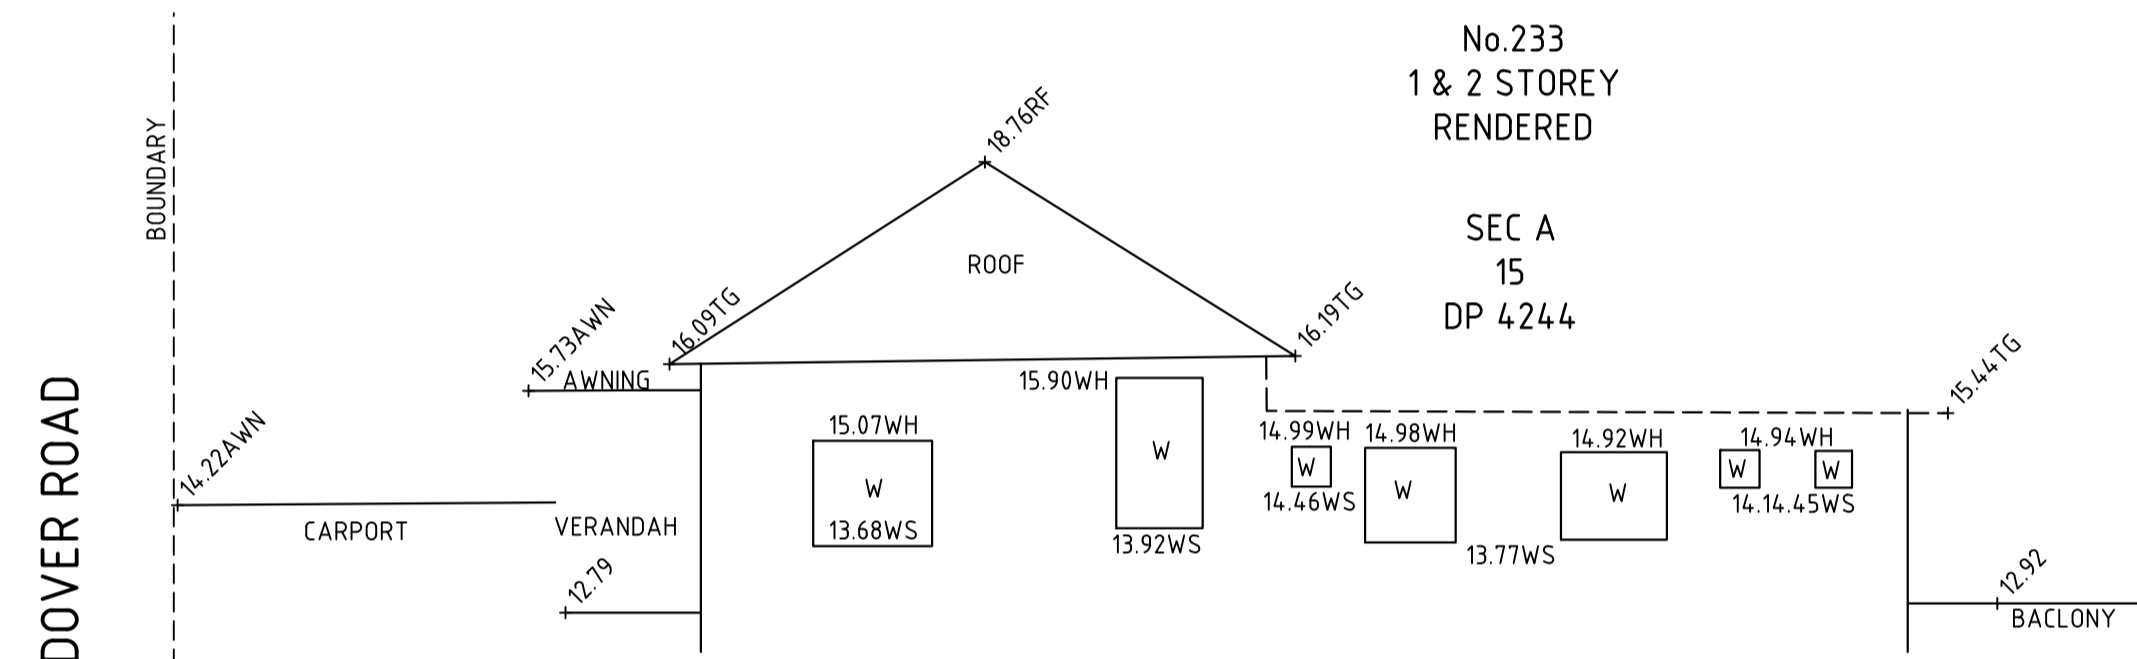 No.233
1 & 2 STOREY
RENDERED
SEC A
15
DP 4244
DOVER ROAD
BOUNDARY
14.22AWN
CARPORT
15.73AWN
AWNING
16.09TG
18.76RF
ROOF
16.19TG
15.44TG
VERANDAH
12.79
15.07WH
W
13.68WS
15.90WH
W
13.92WS
14.99WH
W
14.46WS
14.98WH
W
13.77WS
14.92WH
W
14.94WH
W
W
14.14.45WS
12.92
BACLONY